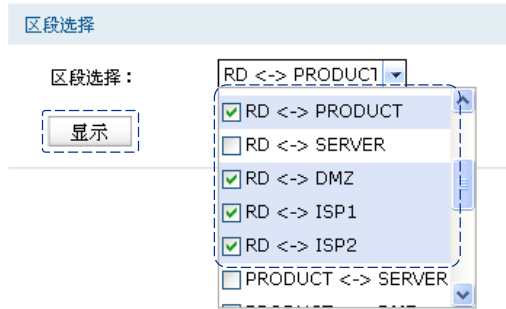 区段选择
区段选择：
RD <-> PRODUCT
RD <-> PRODUCT
显示
RD <-> SERVER
RD <-> DMZ
RD <-> ISP1
RD <-> ISP2
PRODUCT <-> SERVER